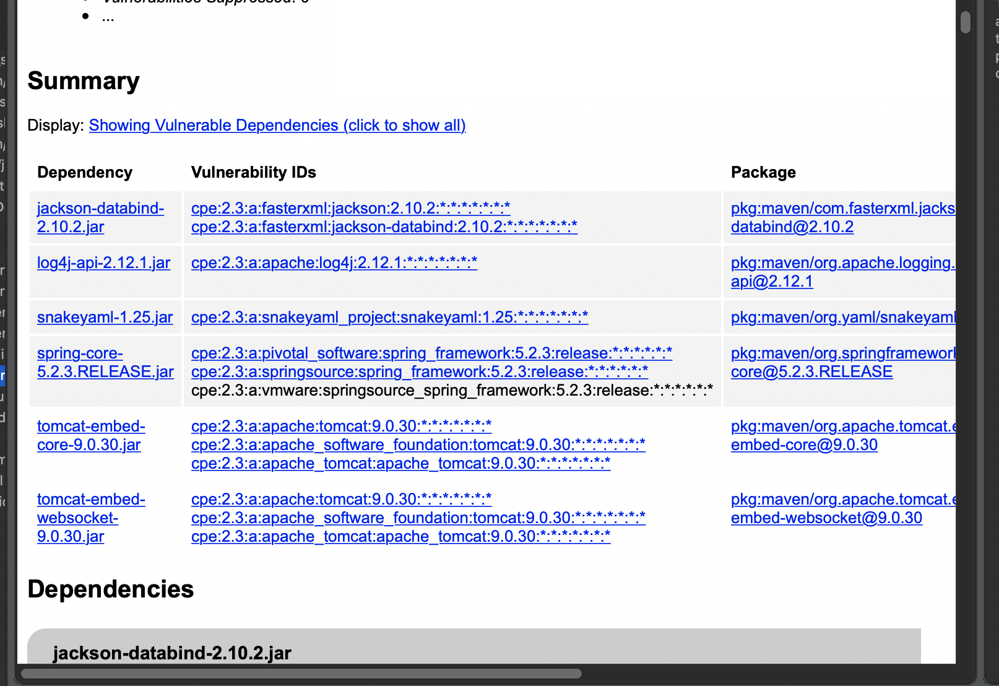 ...
Summary
Display: Showing Vulnerable Dependencies (click to show all)
Dependency Vulnerability IDs Package
jackson-databind- cpe:2.3:a:fasterxml:jackson:2.10.2:*:*:*:*:*:*:* pkg:maven/com.fasterxml.jacks
2.10.2.jar cpe:2.3:a:fasterxml:jackson-databind:2.10.2:*:*:*:*:*:*:* databind@2.10.2
log4j-api-2.12.1.jar cpe:2.3:a:apache:log4j:2.12.1:*:*:*:*:*:*:* pkg:maven/org.apache.logging.
api@2.12.1
snakeyaml-1.25.jar cpe:2.3:a:snakeyaml_project:snakeyaml:1.25:*:*:*:*:*:*:* pkg:maven/org.yaml/snakeyaml
spring-core- cpe:2.3:a:pivotal_software:spring_framework:5.2.3:release:*:*:*:*:*:* pkg:maven/org.springframework
5.2.3.RELEASE.jar cpe:2.3:a:springsource:spring_framework:5.2.3:release:*:*:*:*:*:* core@5.2.3.RELEASE
cpe:2.3:a:vmware:springsource_spring_framework:5.2.3:release:*:*:*:*:*:*
tomcat-embed- cpe:2.3:a:apache:tomcat:9.0.30:*:*:*:*:*:*:* pkg:maven/org.apache.tomcat.e
core-9.0.30.jar cpe:2.3:a:apache_software_foundation:tomcat:9.0.30:*:*:*:*:*:*:* embed-core@9.0.30
cpe:2.3:a:apache_tomcat:apache_tomcat:9.0.30:*:*:*:*:*:*:*
tomcat-embed- cpe:2.3:a:apache:tomcat:9.0.30:*:*:*:*:*:*:* pkg:maven/org.apache.tomcat.e
websocket- cpe:2.3:a:apache_software_foundation:tomcat:9.0.30:*:*:*:*:*:*:* embed-websocket@9.0.30
9.0.30.jar cpe:2.3:a:apache_tomcat:apache_tomcat:9.0.30:*:*:*:*:*:*:*
Dependencies
jackson-databind-2.10.2.jar